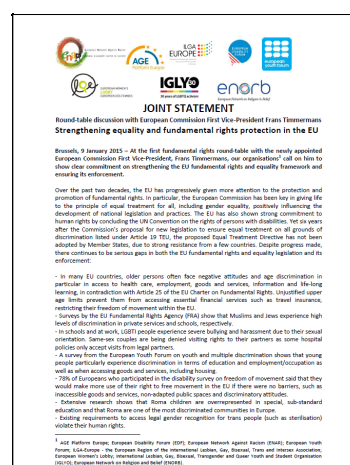 ENAR
AGE
Platform Europe
ILGA
EUROPE
european
youth forum
IGLYO
enorb
European Network on Religion & Belief
JOINT STATEMENT
Round-table discussion with European Commission First Vice-President Frans Timmermans
Strengthening equality and fundamental rights protection in the EU
Brussels, 9 January 2015 – At the first fundamental rights round-table with the newly appointed
European Commission First Vice-President, Frans Timmermans, our organisations¹ call on him to
show clear commitment on strengthening the EU fundamental rights and equality framework and
ensuring its enforcement.
Over the past two decades, the EU has progressively given more attention to the protection and
promotion of fundamental rights. In particular, the European Commission has been key in giving life
to the principle of equal treatment for all, including gender equality, positively influencing the
development of national legislation and practices. The EU has also shown strong commitment to
human rights by concluding the UN Convention on the rights of persons with disabilities. Yet six years
after the Commission's proposal for new legislation to ensure equal treatment on all grounds of
discrimination listed under Article 19 TEU, the proposed Equal Treatment Directive has not been
adopted by Member States, due to strong resistance from a few countries. Despite progress made,
there continues to be serious gaps in both the EU fundamental rights and equality legislation and its
enforcement:
- In many EU countries, older persons often face negative attitudes and age discrimination in
particular in access to health care, employment, goods and services, information and life-long
learning, in contradiction with Article 25 of the EU Charter on Fundamental Rights. Unjustified upper
age limits prevent them from accessing essential financial services such as travel insurance,
restricting their freedom of movement within the EU.
- Surveys by the EU Fundamental Rights Agency (FRA) show that Muslims and Jews experience high
levels of discrimination in private services and schools, respectively.
- In schools and at work, LGBTI people experience severe bullying and harassment due to their sexual
orientation. Same-sex couples are being denied visiting rights to their partners as some hospital
policies only accept visits from legal partners.
- A survey from the European Youth Forum on youth and multiple discrimination shows that young
people particularly experience discrimination in terms of education and employment/occupation as
well as when accessing goods and services, including housing.
- 78% of Europeans who participated in the disability survey on freedom of movement said that they
would make more use of their right to free movement in the EU if there were no barriers, such as
inaccessible goods and services, non-adapted public spaces and discriminatory attitudes.
- Extensive research shows that Roma children are overrepresented in special, sub-standard
education and that Roma are one of the most discriminated communities in Europe.
- Existing requirements to access legal gender recognition for trans people (such as sterilisation)
violate their human rights.
¹ AGE Platform Europe; European Disability Forum (EDF); European Network Against Racism (ENAR); European Youth
Forum; ILGA-Europe - the European Region of the International Lesbian, Gay, Bisexual, Trans and Intersex Association;
European Women's Lobby; International Lesbian, Gay, Bisexual, Transgender and Queer Youth and Student Organisation
(IGLYO); European Network on Religion and Belief (ENORB).